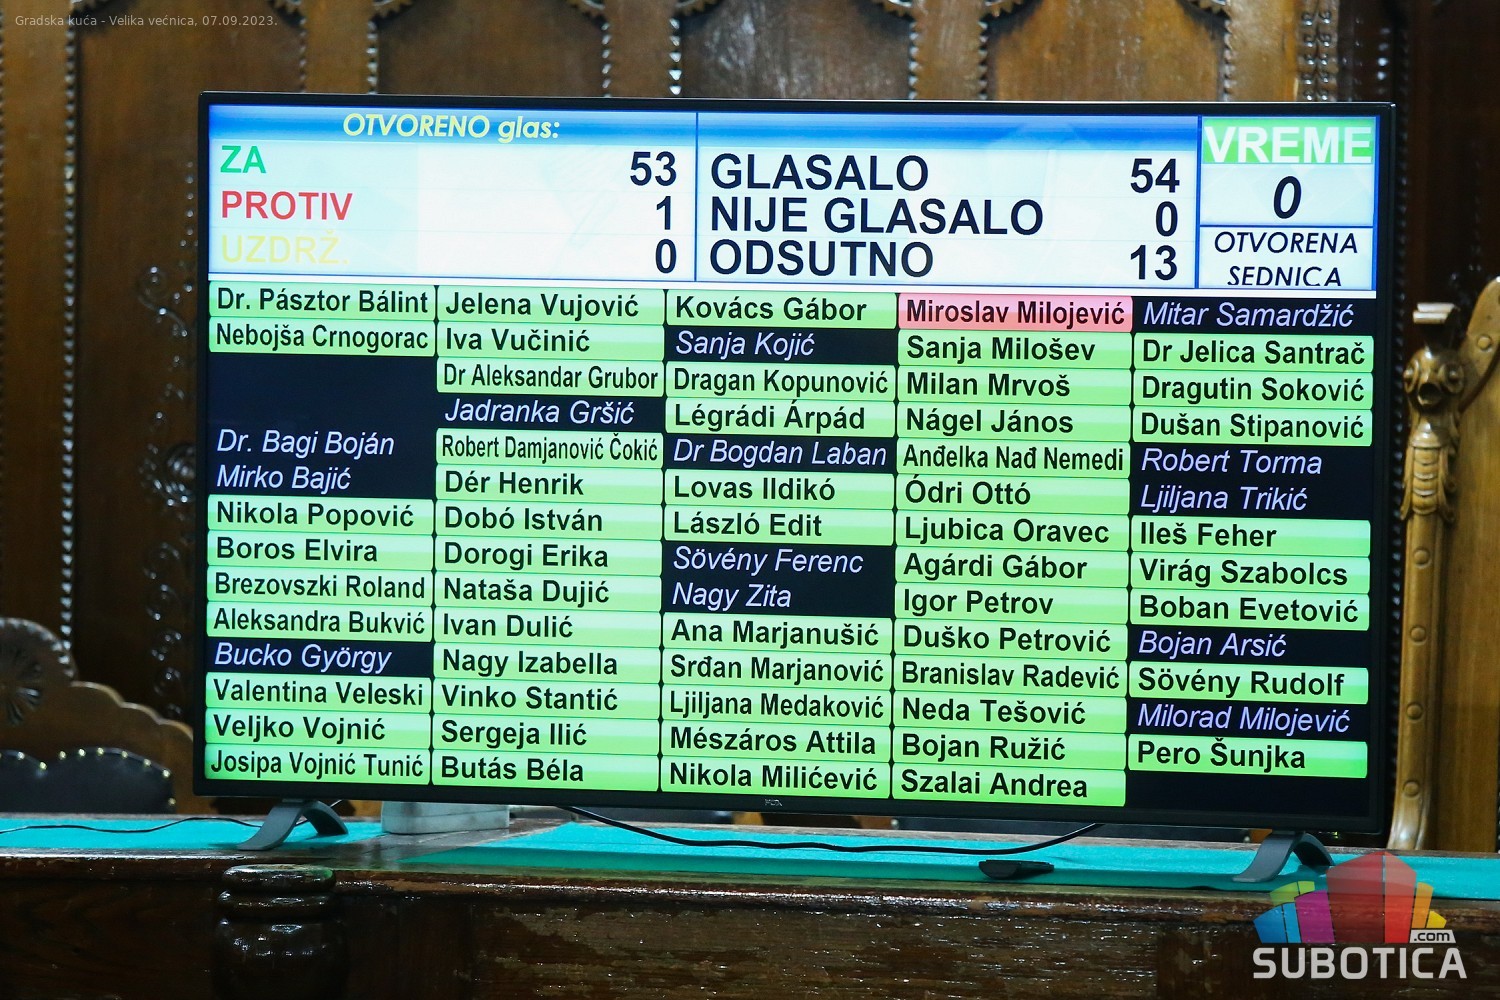 Gradska kuća - Velika većnica, 07.09.2023.
OTVORENO glas:
ZA 53
PROTIV 1
UZDRŽ. 0
GLASALO 54
NIJE GLASALO 0
ODSUTNO 13
VREME
0
OTVORENA
SEDNICA
Dr. Pásztor Bálint
Nebojša Crnogorac
Dr. Bagi Boján
Mirko Bajić
Nikola Popović
Boros Elvira
Brezovszki Roland
Aleksandra Bukvić
Bucko György
Valentina Veleski
Veljko Vojnić
Josipa Vojnić Tunić
Jelena Vujović
Iva Vučinić
Dr Aleksandar Grubor
Jadranka Gršić
Robert Damjanović Čokić
Dér Henrik
Dobó István
Dorogi Erika
Nataša Dujić
Ivan Dulić
Nagy Izabella
Vinko Stantić
Sergeja Ilić
Butás Béla
Kovács Gábor
Sanja Kojić
Dragan Kopunović
Légrádi Árpád
Dr Bogdan Laban
Lovas Ildikó
László Edit
Sövény Ferenc
Nagy Zita
Ana Marjanušić
Srđan Marjanović
Ljiljana Medaković
Mészáros Attila
Nikola Milićević
Miroslav Milojević
Sanja Milošev
Milan Mrvoš
Nágel János
Anđelka Nađ Nemedi
Ódri Ottó
Ljubica Oravec
Agárdi Gábor
Igor Petrov
Duško Petrović
Branislav Radević
Neda Tešović
Bojan Ružić
Szalai Andrea
Mitar Samardžić
Dr Jelica Santrač
Dragutin Soković
Dušan Stipanović
Robert Torma
Ljiljana Trikić
Ileš Feher
Virág Szabolcs
Boban Evetović
Bojan Arsić
Sövény Rudolf
Milorad Milojević
Pero Šunjka
.com
SUBOTICA